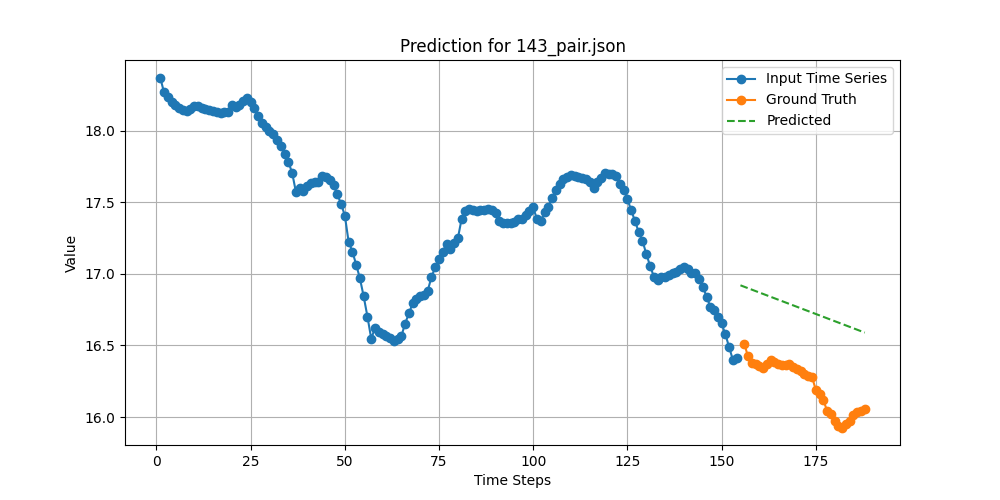 Prediction for 143_pair.json
Input Time Series
Ground Truth
Predicted
Value
18.0
17.5
17.0
16.5
16.0
0 25 50 75 100 125 150 175
Time Steps